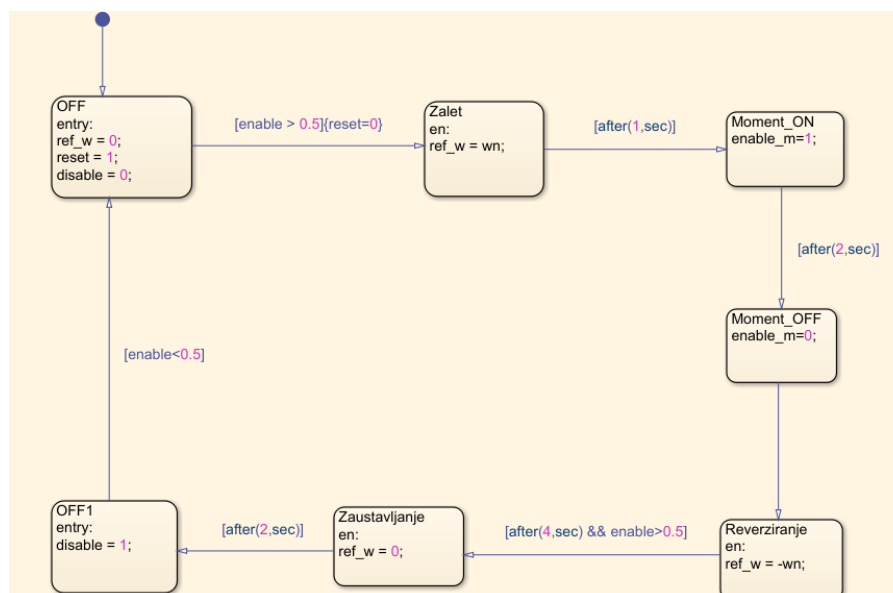 OFF
entry:
ref_w = 0;
reset = 1;
disable = 0;
[enable > 0.5]{reset=0}
Zalet
en:
ref_w = wn;
[after(1,sec)]
Moment_ON
enable_m=1;
[after(2,sec)]
Moment_OFF
enable_m=0;
[enable<0.5]
OFF1
entry:
disable = 1;
[after(2,sec)]
Zaustavljanje
en:
ref_w = 0;
[after(4,sec) && enable>0.5]
Reverziranje
en:
ref_w = -wn;